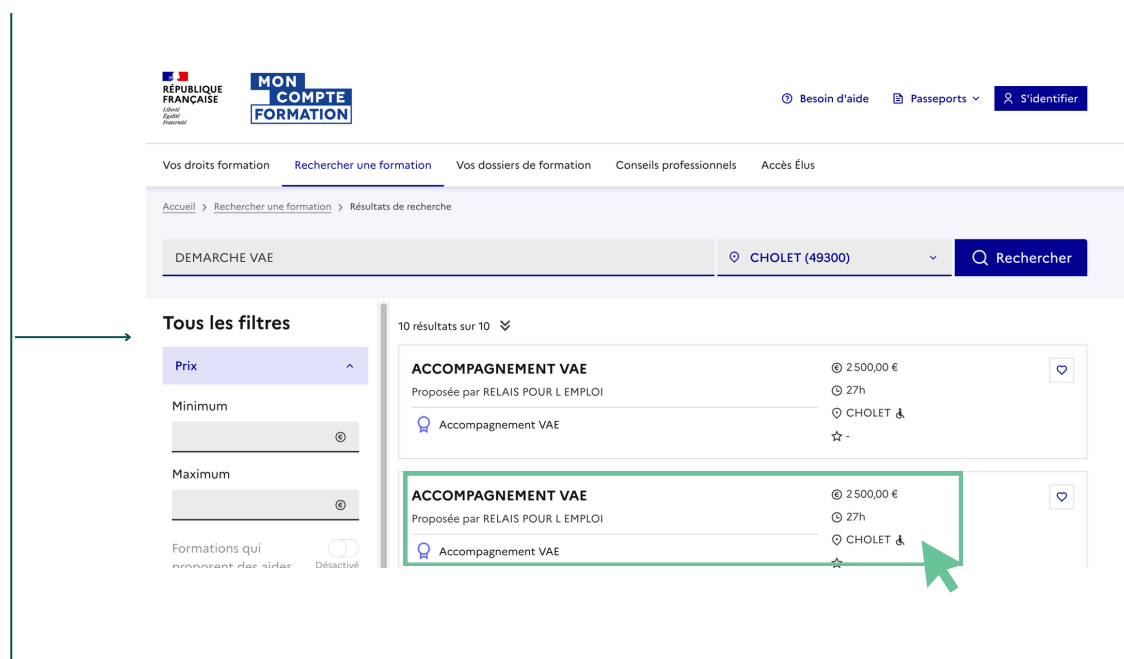 RÉPUBLIQUE
FRANÇAISE
Liberté
Égalité
Fraternité
MON
COMPTE
FORMATION
Besoin d'aide
Passeports
S'identifier
Vos droits formation
Rechercher une formation
Vos dossiers de formation
Conseils professionnels
Accès Élus
Accueil > Rechercher une formation > Résultats de recherche
DEMARCHE VAE
CHOLET (49300)
Rechercher
Tous les filtres
Prix
Minimum
€
Maximum
€
Formations qui
proposent des aides
Désactivé
10 résultats sur 10
ACCOMPAGNEMENT VAE
Proposée par RELAIS POUR L EMPLOI
Accompagnement VAE
2 500,00 €
27h
CHOLET
-
ACCOMPAGNEMENT VAE
Proposée par RELAIS POUR L EMPLOI
Accompagnement VAE
2 500,00 €
27h
CHOLET